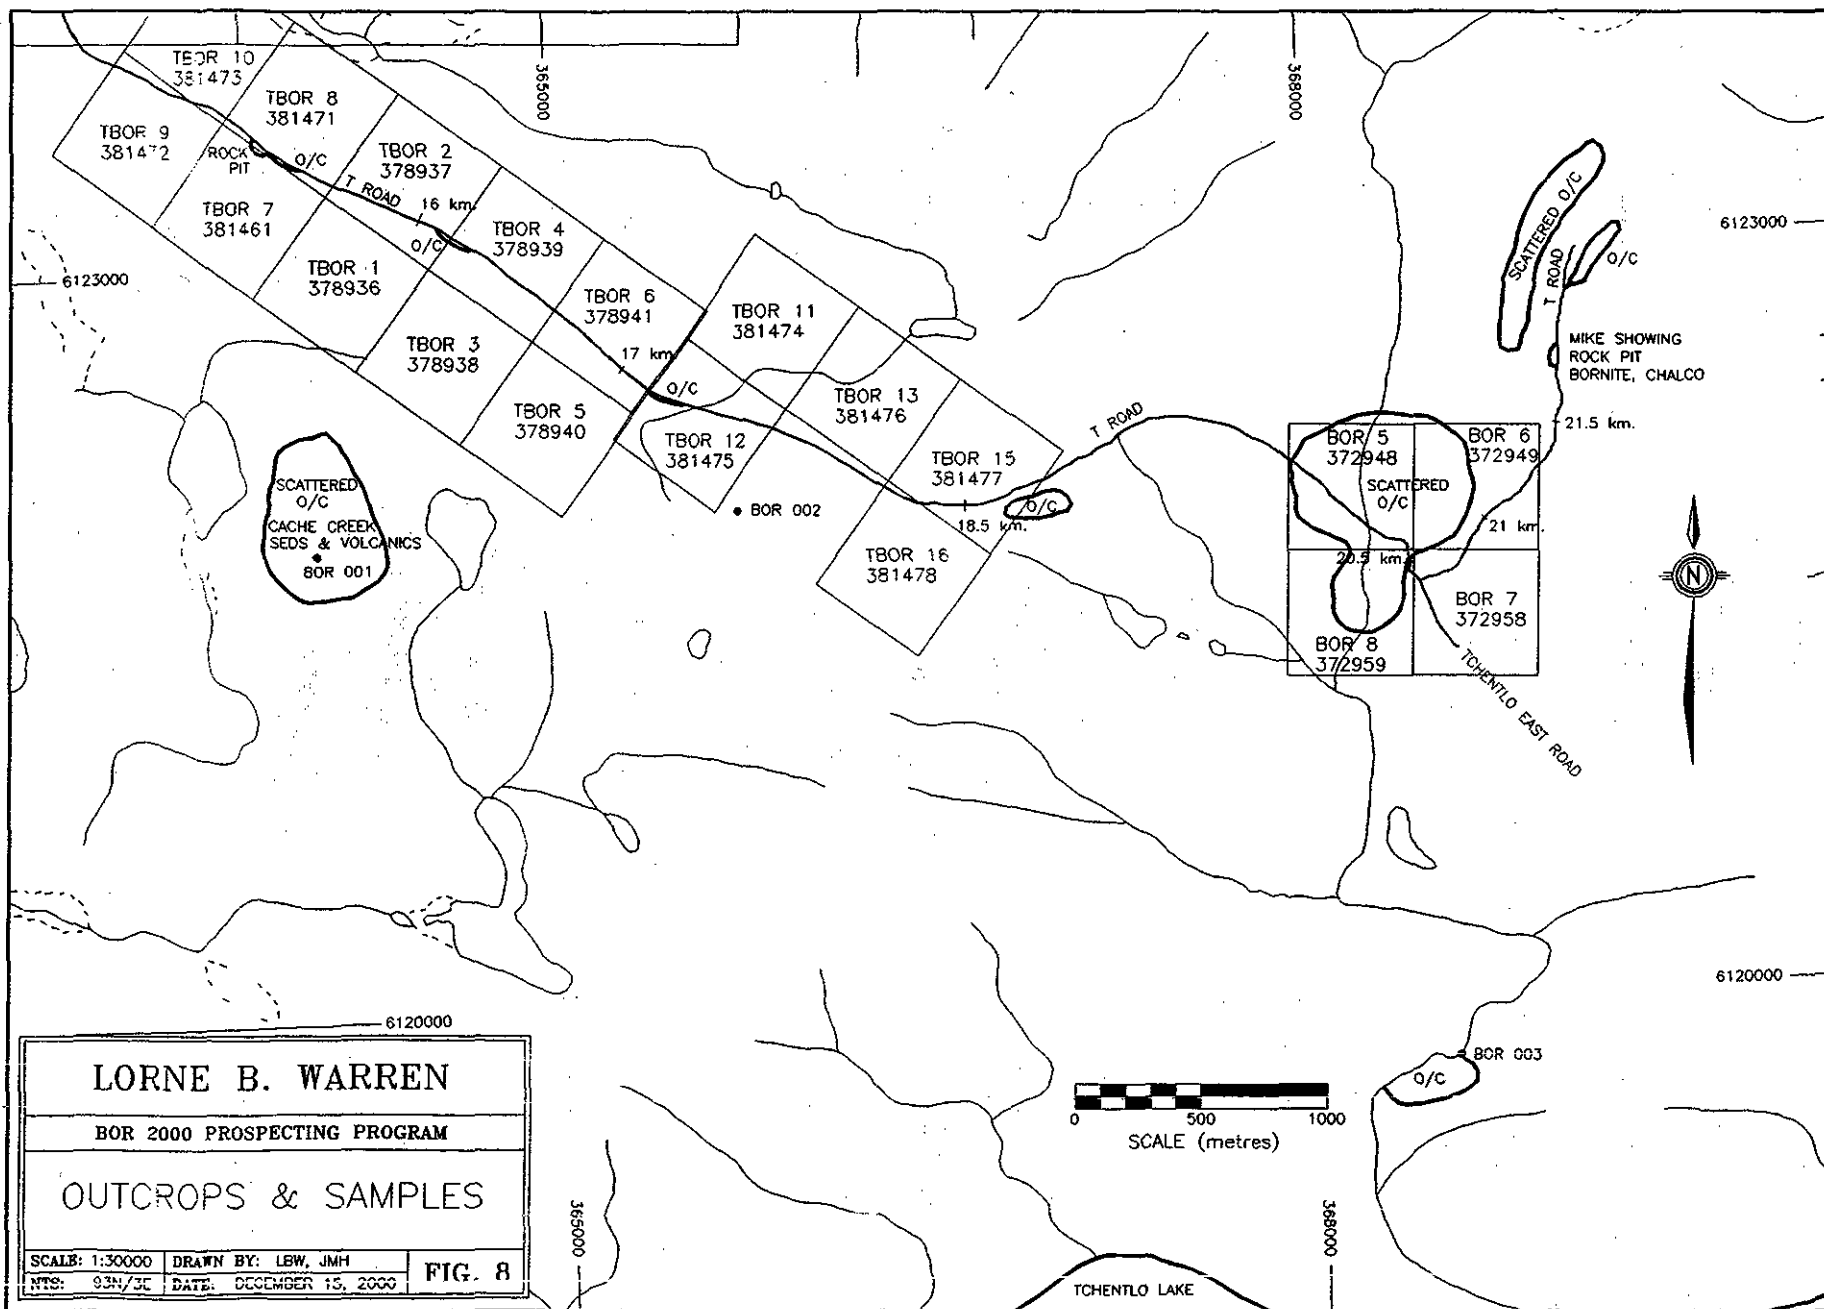 TBOR 10
381473
TBOR 8
381471
TBOR 9
381472
ROCK
PIT
O/C
TBOR 2
378937
T ROAD
16 km.
TBOR 7
381461
O/C
TBOR 4
378939
TBOR 1
378936
TBOR 6
378941
TBOR 11
381474
TBOR 3
378938
17 km.
O/C
TBOR 13
381476
TBOR 5
378940
TBOR 12
381475
TBOR 15
381477
T ROAD
BOR 002
18.5 km.
O/C
TBOR 16
381478
365000
368000
6123000
6123000
SCATTERED O/C
T ROAD
O/C
MIKE SHOWING
ROCK PIT
BORNITE, CHALCO
21.5 km.
BOR 5
372948
BOR 6
372949
SCATTERED
O/C
21 km.
20.5 km.
BOR 7
372958
BOR 8
372959
TCHENTLO EAST ROAD
N
SCATTERED
O/C
CACHE CREEK
SEDS & VOLCANICS
BOR 001
6120000
6120000
BOR 003
O/C
0 500 1000
SCALE (metres)
365000
368000
TCHENTLO LAKE
LORNE B. WARREN
BOR 2000 PROSPECTING PROGRAM
OUTCROPS & SAMPLES
SCALE: 1:30000 DRAWN BY: LBW, JMH
NTS: 93N/3E DATE: DECEMBER 15, 2000
FIG. 8